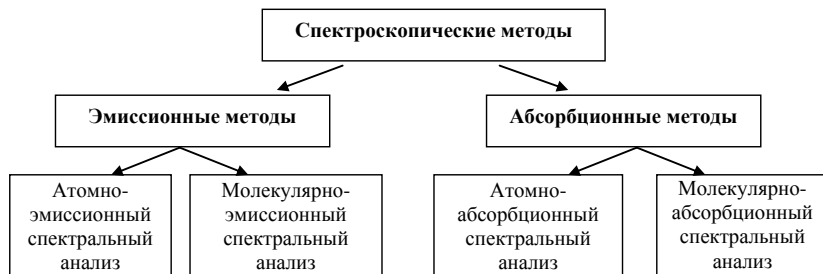 Спектроскопические методы
Эмиссионные методы
Абсорбционные методы
Атомно-
эмиссионный
спектральный
анализ
Молекулярно-
эмиссионный
спектральный
анализ
Атомно-
абсорбционный
спектральный
анализ
Молекулярно-
абсорбционный
спектральный
анализ